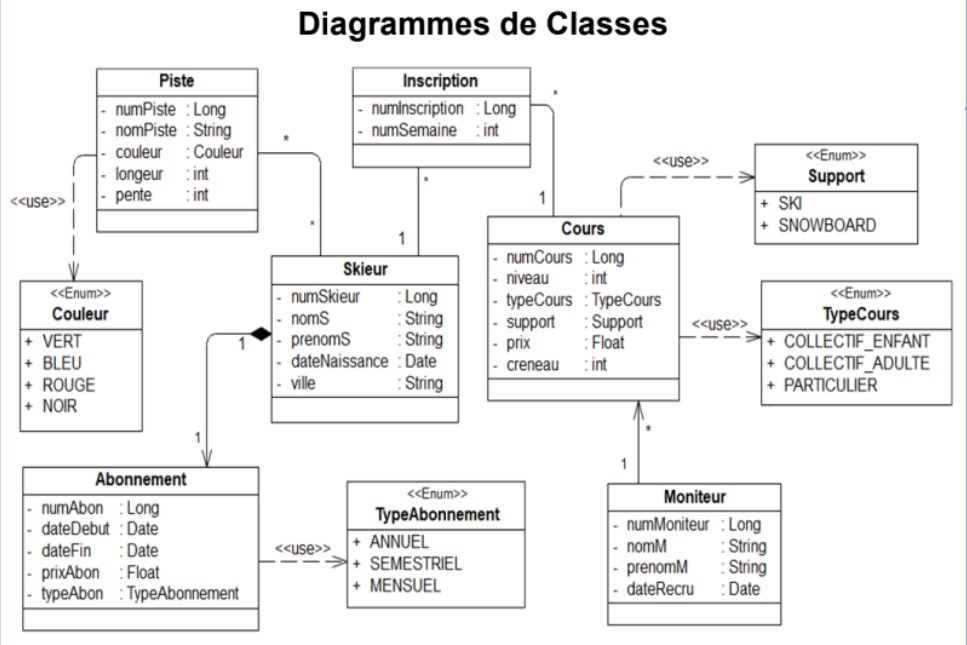 Diagrammes de Classes
Piste
- numPiste : Long
- nomPiste : String
- couleur : Couleur
- longeur : int
- pente : int
Inscription
- numInscription : Long
- numSemaine : int
*
*
*
*
1
1
<<use>>
<<use>>
<<Enum>>
Support
+ SKI
+ SNOWBOARD
Skieur
- numSkieur : Long
- nomS : String
- prenomS : String
- dateNaissance : Date
- ville : String
Cours
- numCours : Long
- niveau : int
- typeCours : TypeCours
- support : Support
- prix : Float
- creneau : int
<<use>>
<<Enum>>
TypeCours
+ COLLECTIF_ENFANT
+ COLLECTIF_ADULTE
+ PARTICULIER
<<Enum>>
Couleur
+ VERT
+ BLEU
+ ROUGE
+ NOIR
1
1
*
1
Abonnement
- numAbon : Long
- dateDebut : Date
- dateFin : Date
- prixAbon : Float
- typeAbon : TypeAbonnement
<<use>>
<<Enum>>
TypeAbonnement
+ ANNUEL
+ SEMESTRIEL
+ MENSUEL
Moniteur
- numMoniteur : Long
- nomM : String
- prenomM : String
- dateRecru : Date